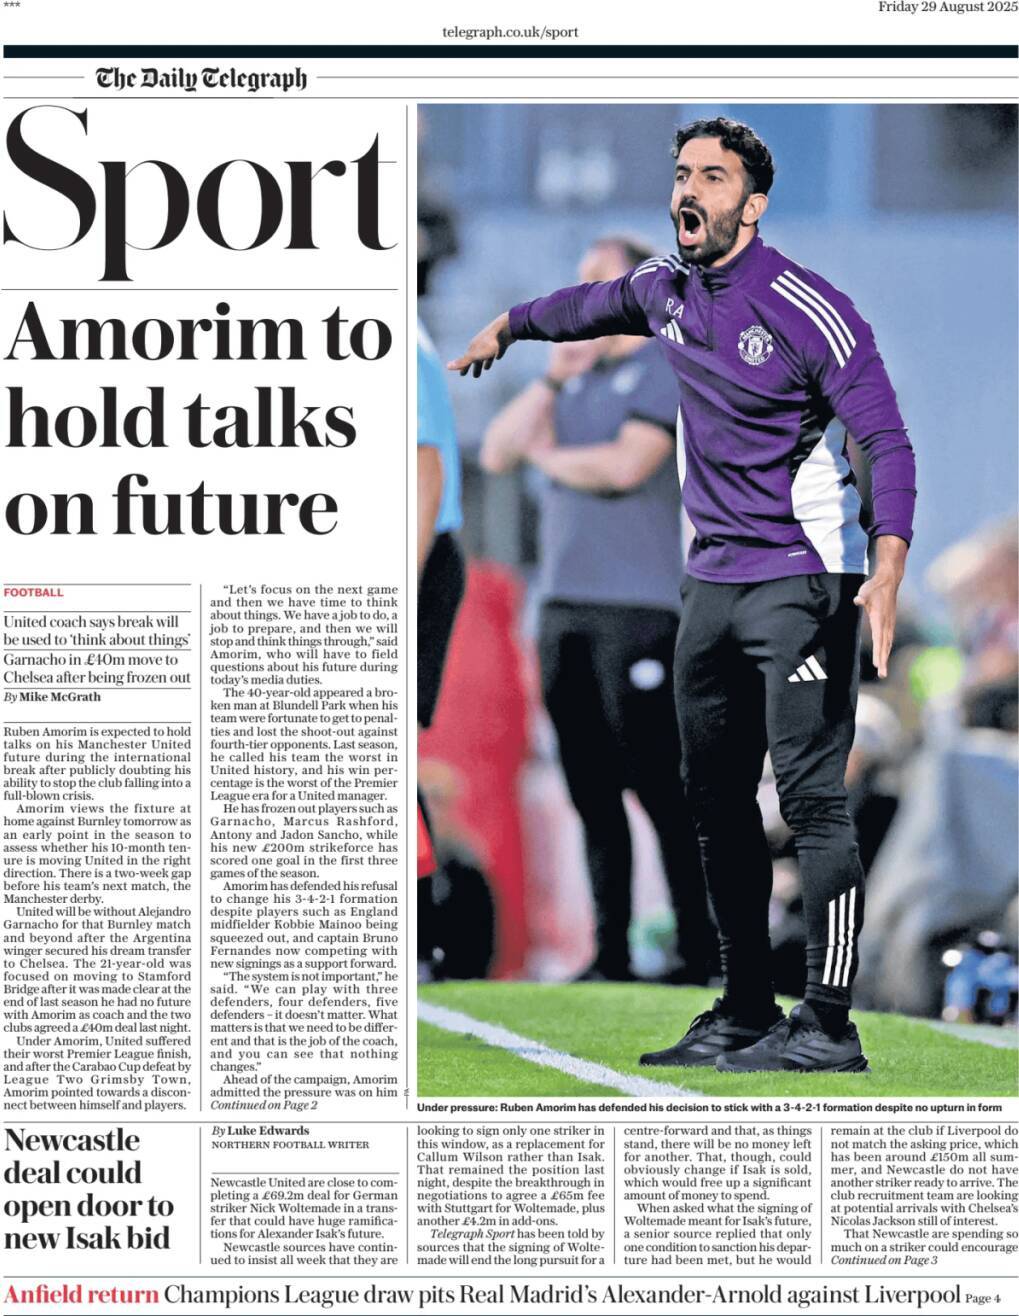 ***
Friday 29 August 2025
telegraph.co.uk/sport
The Daily Telegraph
Sport
Amorim to
hold talks
on future
FOOTBALL
United coach says break will
be used to ‘think about things’
Garnacho in £40m move to
Chelsea after being frozen out
By Mike McGrath
Ruben Amorim is expected to hold
talks on his Manchester United
future during the international
break after publicly doubting his
ability to stop the club falling into a
full-blown crisis.
Amorim views the fixture at
home against Burnley tomorrow as
an early point in the season to
assess whether his 10-month ten-
ure is moving United in the right
direction. There is a two-week gap
before his team’s next match, the
Manchester derby.
United will be without Alejandro
Garnacho for that Burnley match
and beyond after the Argentina
winger secured his dream transfer
to Chelsea. The 21-year-old was
focused on moving to Stamford
Bridge after it was made clear at the
end of last season he had no future
with Amorim as coach and the two
clubs agreed a £40m deal last night.
Under Amorim, United suffered
their worst Premier League finish,
and after the Carabao Cup defeat by
League Two Grimsby Town,
Amorim pointed towards a discon-
nect between himself and players.
“Let’s focus on the next game
and then we have time to think
about things. We have a job to do, a
job to prepare, and then we will
stop and think things through,” said
Amorim, who will have to field
questions about his future during
today’s media duties.
The 40-year-old appeared a bro-
ken man at Blundell Park when his
team were fortunate to get to penal-
ties and lost the shoot-out against
fourth-tier opponents. Last season,
he called his team the worst in
United history, and his win per-
centage is the worst of the Premier
League era for a United manager.
He has frozen out players such as
Garnacho, Marcus Rashford,
Antony and Jadon Sancho, while
his new £200m strikeforce has
scored one goal in the first three
games of the season.
Amorim has defended his refusal
to change his 3-4-2-1 formation
despite players such as England
midfielder Kobbie Mainoo being
squeezed out, and captain Bruno
Fernandes now competing with
new signings as a support forward.
“The system is not important,” he
said. “We can play with three
defenders, four defenders, five
defenders – it doesn’t matter. What
matters is that we need to be differ-
ent and that is the job of the coach,
and you can see that nothing
changes.”
Ahead of the campaign, Amorim
admitted the pressure was on him
Continued on Page 2
RA
MANCHESTER
UNITED
Under pressure: Ruben Amorim has defended his decision to stick with a 3-4-2-1 formation despite no upturn in form
Newcastle
deal could
open door to
new Isak bid
By Luke Edwards
NORTHERN FOOTBALL WRITER
Newcastle United are close to com-
pleting a £69.2m deal for German
striker Nick Woltemade in a trans-
fer that could have huge ramifica-
tions for Alexander Isak’s future.
Newcastle sources have contin-
ued to insist all week that they are
looking to sign only one striker in
this window, as a replacement for
Callum Wilson rather than Isak.
That remained the position last
night, despite the breakthrough in
negotiations to agree a £65m fee
with Stuttgart for Woltemade, plus
another £4.2m in add-ons.
Telegraph Sport has been told by
sources that the signing of Wolte-
made will end the long pursuit for a
centre-forward and that, as things
stand, there will be no money left
for another. That, though, could
obviously change if Isak is sold,
which would free up a significant
amount of money to spend.
When asked what the signing of
Woltemade meant for Isak’s future,
a senior source replied that only
one condition to sanction his depar-
ture had been met, but he would
remain at the club if Liverpool do
not match the asking price, which
has been around £150m all sum-
mer, and Newcastle do not have
another striker ready to arrive. The
club recruitment team are looking
at potential arrivals with Chelsea’s
Nicolas Jackson still of interest.
That Newcastle are spending so
much on a striker could encourage
Continued on Page 3
Anfield return Champions League draw pits Real Madrid’s Alexander-Arnold against Liverpool Page 4